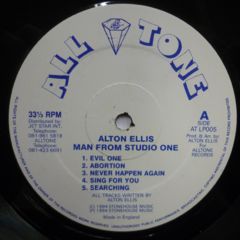 ALL TONE
33⅓ RPM
Distributed by
JET STAR INT.
Telephone
081-961 5818
ALLTONE
Telephone
081-423 6691
A
SIDE
AT LP005
Prod. & Arr. by
Alton Ellis for
ALLTONE
RECORDS
ALTON ELLIS
MAN FROM STUDIO ONE
1. EVIL ONE
2. ABORTION
3. NEVER HAPPEN AGAIN
4. SING FOR YOU
5. SEARCHING
ALL TRACKS WRITTEN BY
ALTON ELLIS
℗ 1994 STONEHOUSE MUSIC
© 1994 STONEHOUSE MUSIC
Made in England